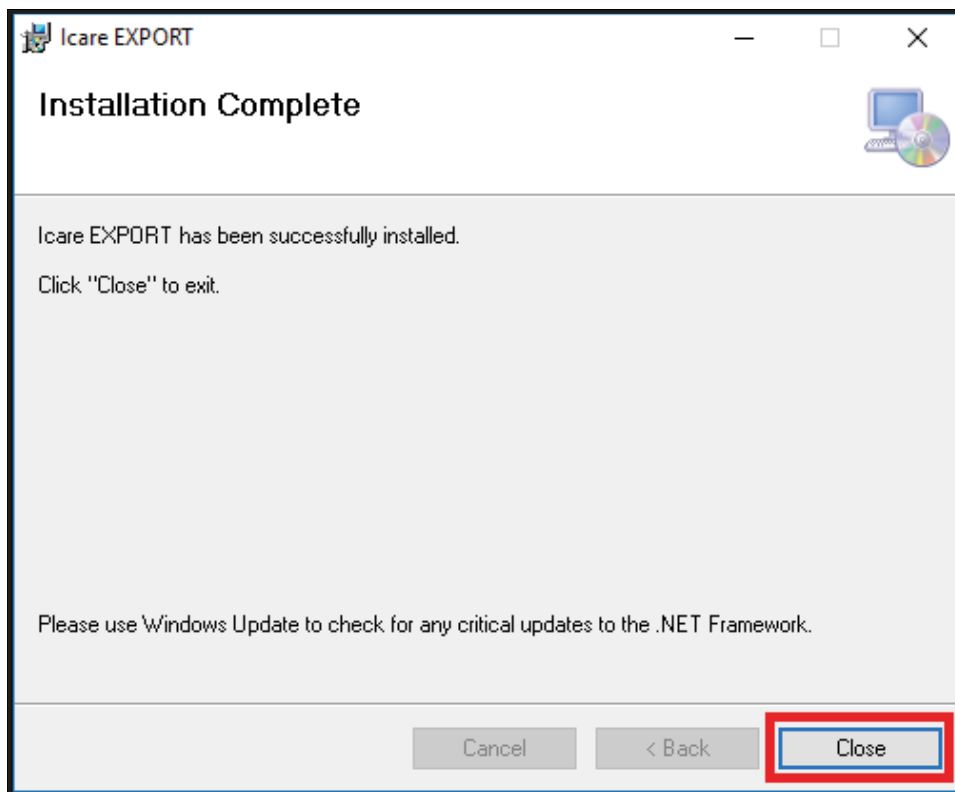 Icare EXPORT
Installation Complete
Icare EXPORT has been successfully installed.
Click "Close" to exit.
Please use Windows Update to check for any critical updates to the .NET Framework.
Cancel
< Back
Close